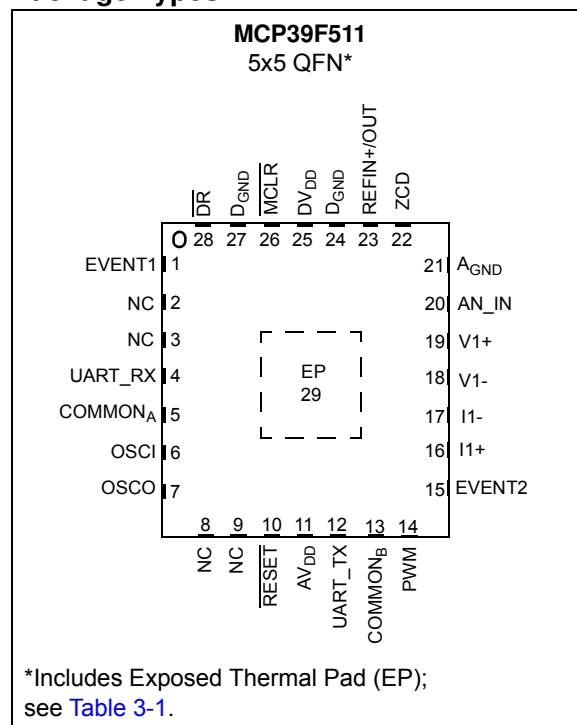 MCP39F511
5x5 QFN*
DR
DGND
MCLR
DVDD
DGND
REFIN+/OUT
ZCD
28 27 26 25 24 23 22
EVENT1 1
NC 2
NC 3
UART_RX 4
COMMONA 5
OSCI 6
OSCO 7
EP
29
21 AGND
20 AN_IN
19 V1+
18 V1-
17 I1-
16 I1+
15 EVENT2
8 9 10 11 12 13 14
NC
NC
RESET
AVDD
UART_TX
COMMONB
PWM
*Includes Exposed Thermal Pad (EP);
see Table 3-1.